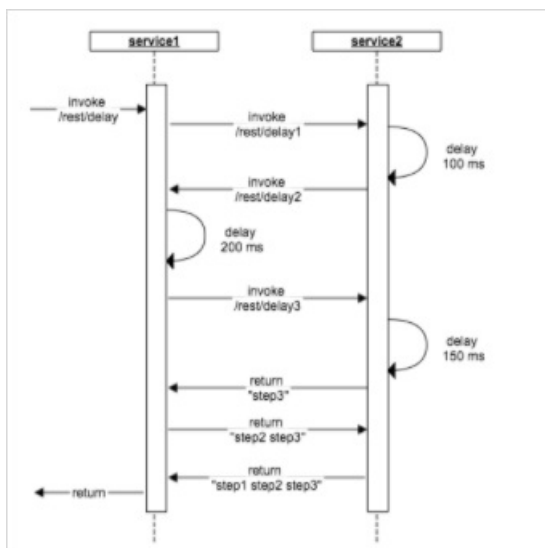 service1
service2
invoke
/rest/delay
invoke
/rest/delay1
delay
100 ms
invoke
/rest/delay2
delay
200 ms
invoke
/rest/delay3
delay
150 ms
return
"step3"
return
"step2 step3"
return
"step1 step2 step3"
return